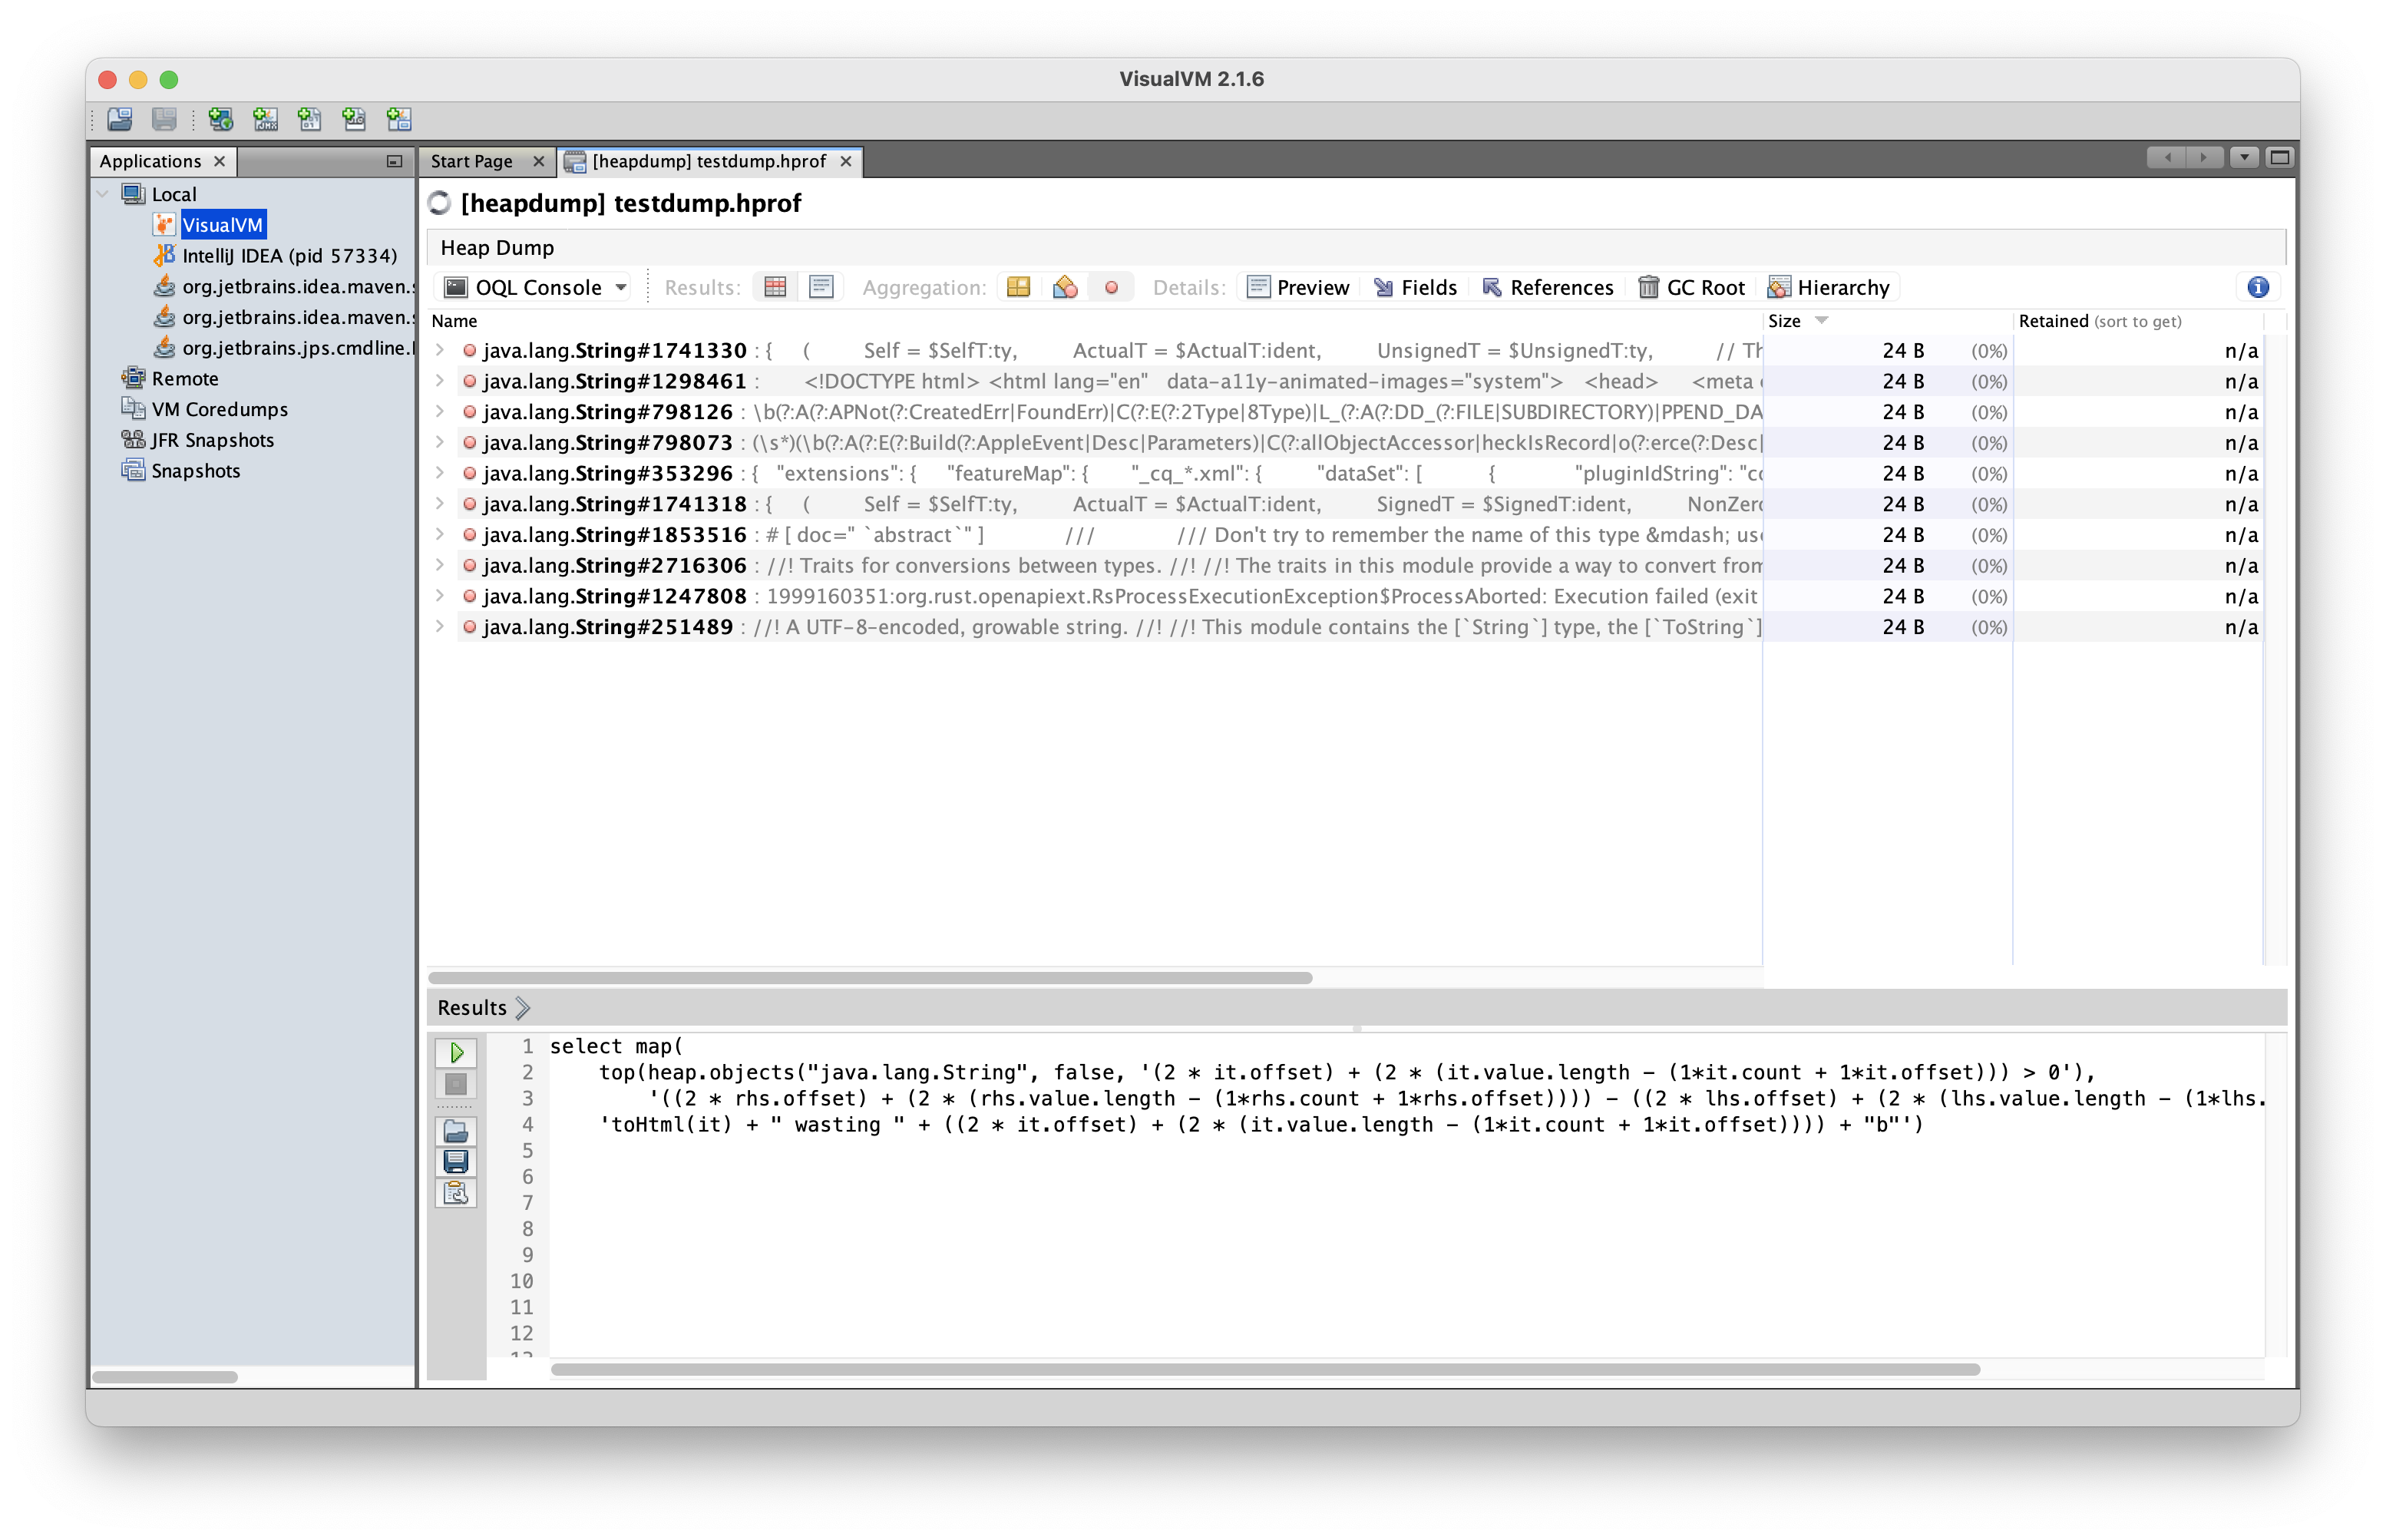 VisualVM 2.1.6
Applications
Start Page
[heapdump] testdump.hprof
Local
VisualVM
IntelliJ IDEA (pid 57334)
org.jetbrains.idea.maven.s
org.jetbrains.idea.maven.s
org.jetbrains.jps.cmdline.l
Remote
VM Coredumps
JFR Snapshots
Snapshots
[heapdump] testdump.hprof
Heap Dump
OQL Console Results: Aggregation: Details: Preview Fields References GC Root Hierarchy
Name Size Retained (sort to get)
java.lang.String#1741330 : { ( Self = $SelfT:ty, ActualT = $ActualT:ident, UnsignedT = $UnsignedT:ty, // Th 24 B (0%) n/a
java.lang.String#1298461 : <!DOCTYPE html> <html lang="en" data-a11y-animated-images="system"> <head> <meta 24 B (0%) n/a
java.lang.String#798126 : \b(?:A(?:APNot(?:CreatedErr|FoundErr)|C(?:E(?:2Type|8Type)|L_(?:A(?:DD_(?:FILE|SUBDIRECTORY)|PPEND_DA 24 B (0%) n/a
java.lang.String#798073 : (\s*)(\b(?:A(?:E(?:Build(?:AppleEvent|Desc|Parameters)|C(?:allObjectAccessor|heckIsRecord|o(?:erce(?:Desc| 24 B (0%) n/a
java.lang.String#353296 : { "extensions": { "featureMap": { "_cq_*.xml": { "dataSet": [ { "pluginIdString": "co 24 B (0%) n/a
java.lang.String#1741318 : { ( Self = $SelfT:ty, ActualT = $ActualT:ident, SignedT = $SignedT:ident, NonZero 24 B (0%) n/a
java.lang.String#1853516 : # [ doc=" `abstract`" ] /// /// Don't try to remember the name of this type &mdash; use 24 B (0%) n/a
java.lang.String#2716306 : //! Traits for conversions between types. //! //! The traits in this module provide a way to convert from 24 B (0%) n/a
java.lang.String#1247808 : 1999160351:org.rust.openapiext.RsProcessExecutionException$ProcessAborted: Execution failed (exit 24 B (0%) n/a
java.lang.String#251489 : //! A UTF-8-encoded, growable string. //! //! This module contains the [`String`] type, the [`ToString`] 24 B (0%) n/a
Results
1 select map(
2 top(heap.objects("java.lang.String", false, '(2 * it.offset) + (2 * (it.value.length - (1*it.count + 1*it.offset))) > 0'),
3 '((2 * rhs.offset) + (2 * (rhs.value.length - (1*rhs.count + 1*rhs.offset)))) - ((2 * lhs.offset) + (2 * (lhs.value.length - (1*lhs.
4 'toHtml(it) + " wasting " + ((2 * it.offset) + (2 * (it.value.length - (1*it.count + 1*it.offset)))) + "b"')
5
6
7
8
9
10
11
12